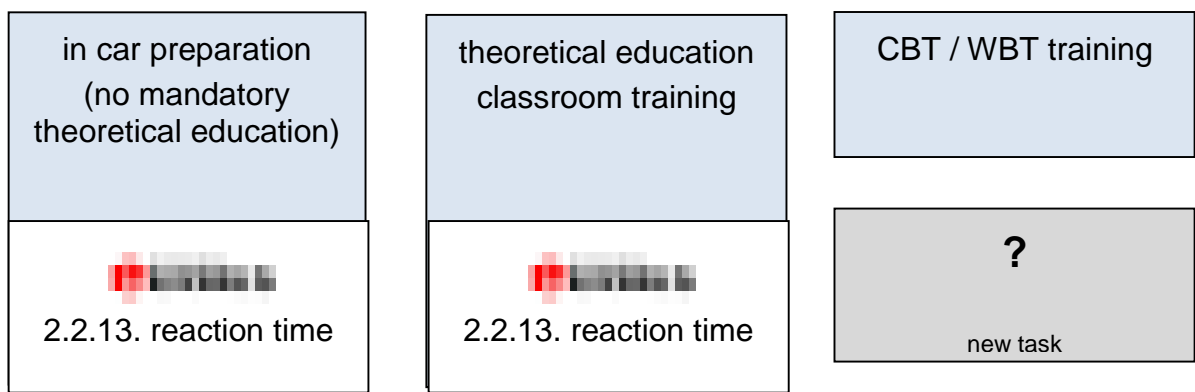 in car preparation
(no mandatory
theoretical education)
2.2.13. reaction time
theoretical education
classroom training
2.2.13. reaction time
CBT / WBT training
?
new task